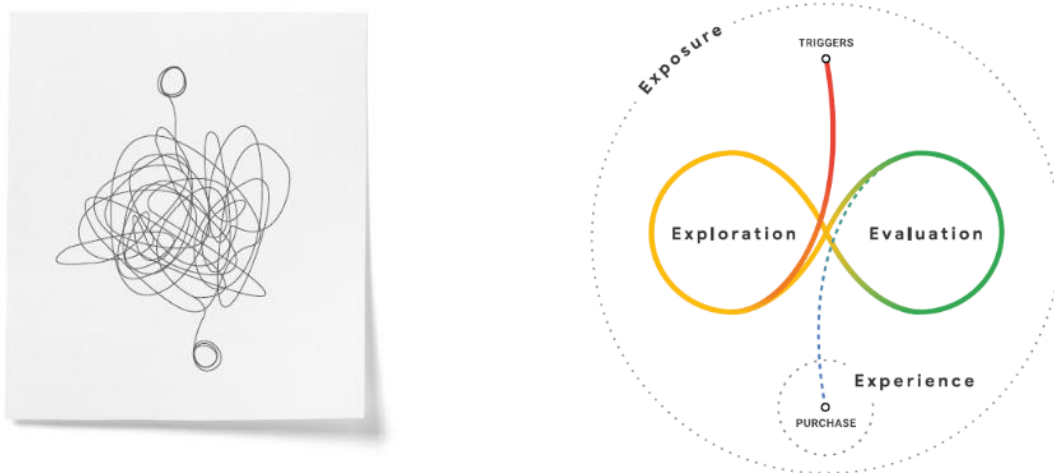 Exposure
TRIGGERS
Exploration
Evaluation
Experience
PURCHASE